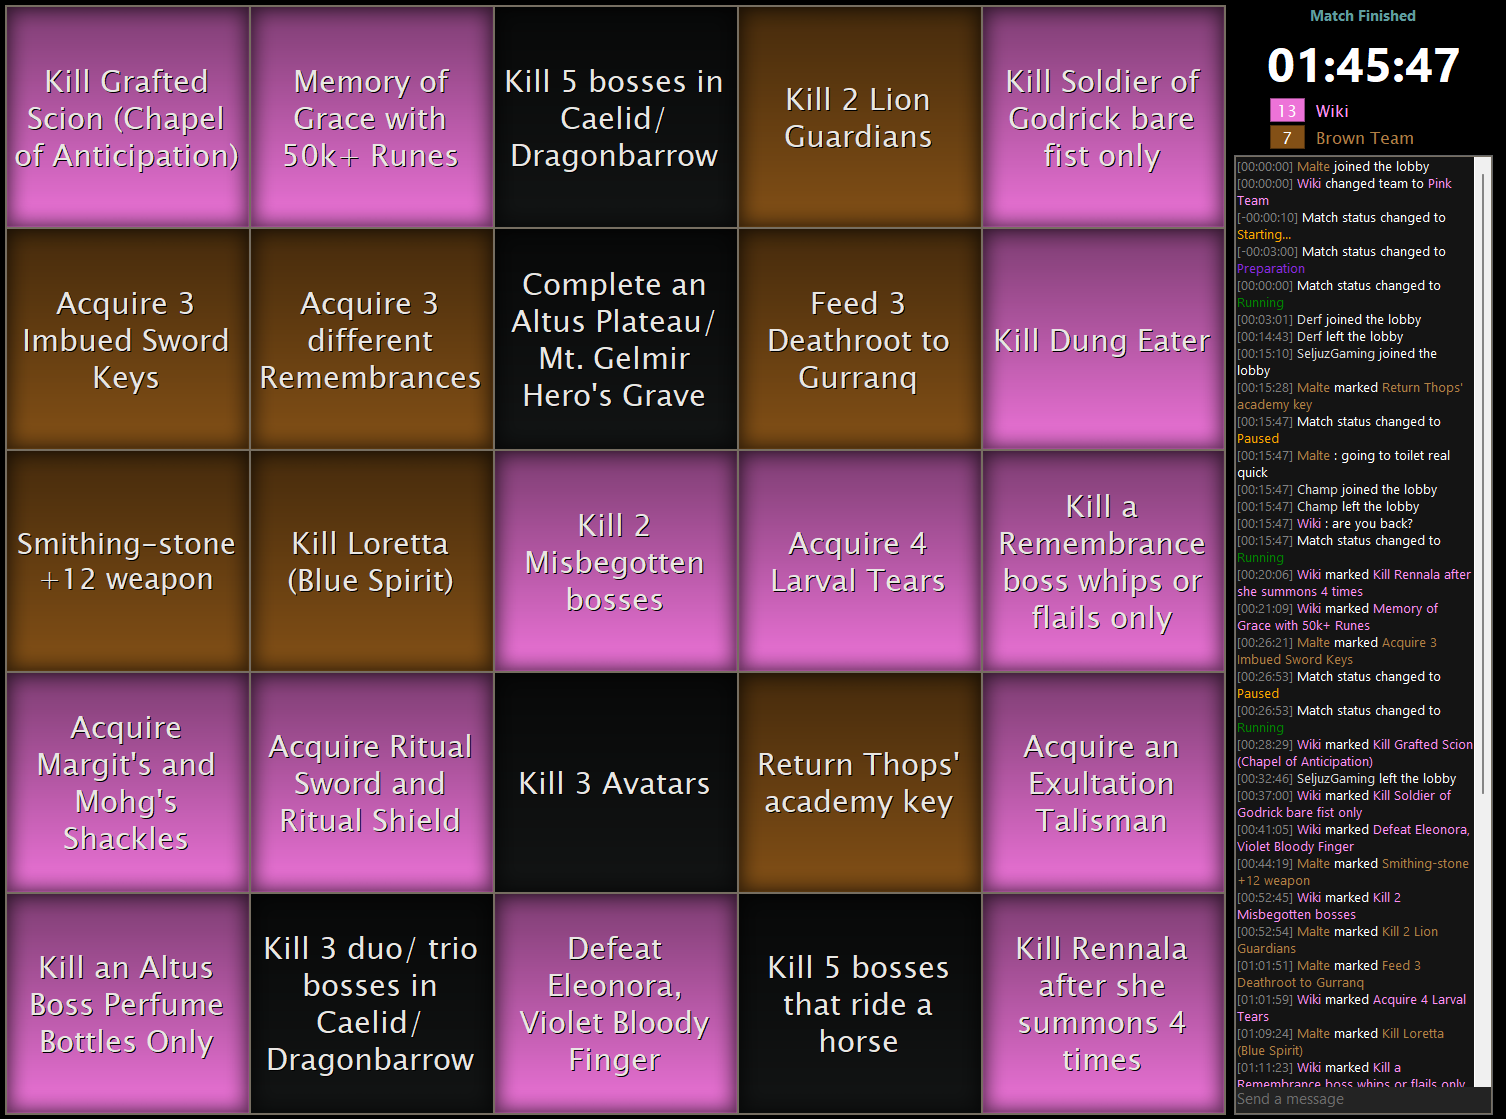 Kill Grafted
Scion (Chapel
of Anticipation)
Memory of
Grace with
50k+ Runes
Kill 5 bosses in
Caelid/
Dragonbarrow
Kill 2 Lion
Guardians
Kill Soldier of
Godrick bare
fist only
Acquire 3
Imbued Sword
Keys
Acquire 3
different
Remembrances
Complete an
Altus Plateau/
Mt. Gelmir
Hero's Grave
Feed 3
Deathroot to
Gurranq
Kill Dung Eater
Smithing-stone
+12 weapon
Kill Loretta
(Blue Spirit)
Kill 2
Misbegotten
bosses
Acquire 4
Larval Tears
Kill a
Remembrance
boss whips or
flails only
Acquire
Margit's and
Mohg's
Shackles
Acquire Ritual
Sword and
Ritual Shield
Kill 3 Avatars
Return Thops'
academy key
Acquire an
Exultation
Talisman
Kill an Altus
Boss Perfume
Bottles Only
Kill 3 duo/ trio
bosses in
Caelid/
Dragonbarrow
Defeat
Eleonora,
Violet Bloody
Finger
Kill 5 bosses
that ride a
horse
Kill Rennala
after she
summons 4
times
Match Finished
01:45:47
13 Wiki
7 Brown Team
[00:00:00] Malte joined the lobby
[00:00:00] Wiki changed team to Pink
Team
[-00:00:10] Match status changed to
Starting...
[-00:03:00] Match status changed to
Preparation
[00:00:00] Match status changed to
Running
[00:03:01] Derf joined the lobby
[00:14:43] Derf left the lobby
[00:15:10] SeljuzGaming joined the
lobby
[00:15:28] Malte marked Return Thops'
academy key
[00:15:47] Match status changed to
Paused
[00:15:47] Malte : going to toilet real
quick
[00:15:47] Champ joined the lobby
[00:15:47] Champ left the lobby
[00:15:47] Wiki : are you back?
[00:15:47] Match status changed to
Running
[00:20:06] Wiki marked Kill Rennala after
she summons 4 times
[00:21:09] Wiki marked Memory of
Grace with 50k+ Runes
[00:26:21] Malte marked Acquire 3
Imbued Sword Keys
[00:26:53] Match status changed to
Paused
[00:26:53] Match status changed to
Running
[00:28:29] Wiki marked Kill Grafted Scion
(Chapel of Anticipation)
[00:32:46] SeljuzGaming left the lobby
[00:37:00] Wiki marked Kill Soldier of
Godrick bare fist only
[00:41:05] Wiki marked Defeat Eleonora,
Violet Bloody Finger
[00:44:19] Malte marked Smithing-stone
+12 weapon
[00:52:45] Wiki marked Kill 2
Misbegotten bosses
[00:52:54] Malte marked Kill 2 Lion
Guardians
[01:01:51] Malte marked Feed 3
Deathroot to Gurranq
[01:01:59] Wiki marked Acquire 4 Larval
Tears
[01:09:24] Malte marked Kill Loretta
(Blue Spirit)
[01:11:23] Wiki marked Kill a
Remembrance boss whips or flails only
Send a message